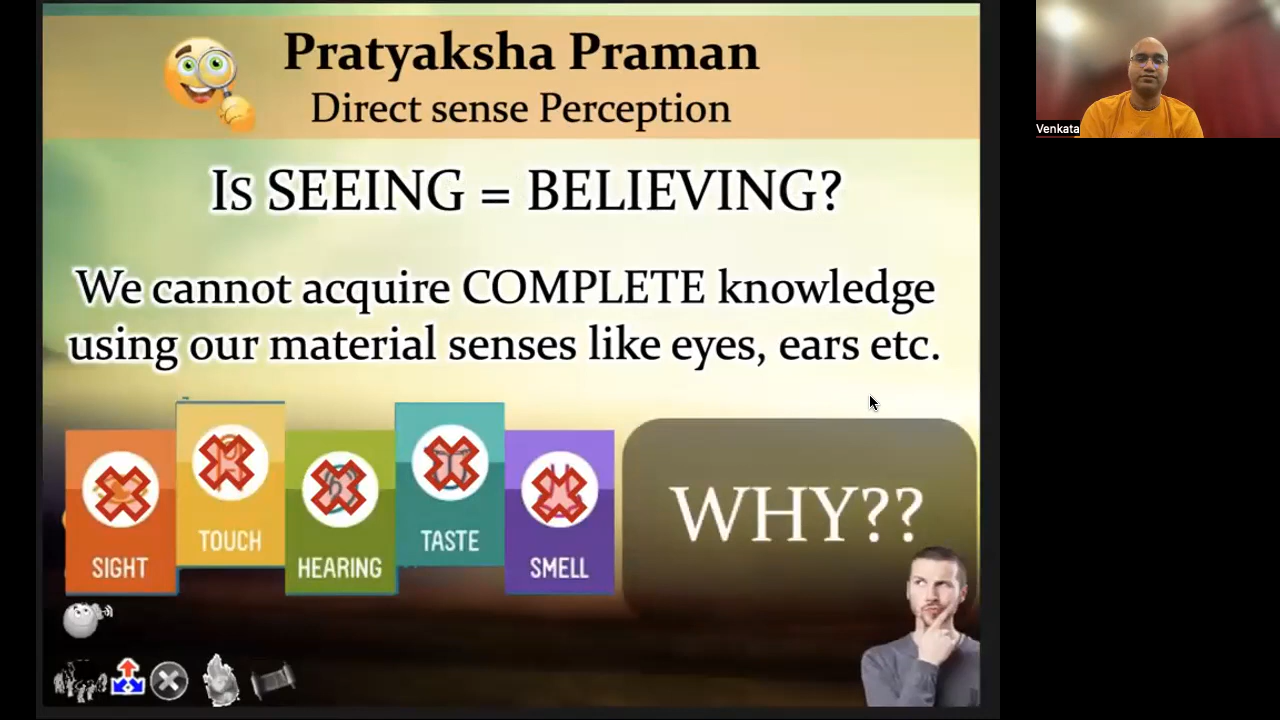 Pratyaksha Praman
Direct sense Perception
Is SEEING = BELIEVING?
We cannot acquire COMPLETE knowledge
using our material senses like eyes, ears etc.
SIGHT
TOUCH
HEARING
TASTE
SMELL
WHY??
Venkata